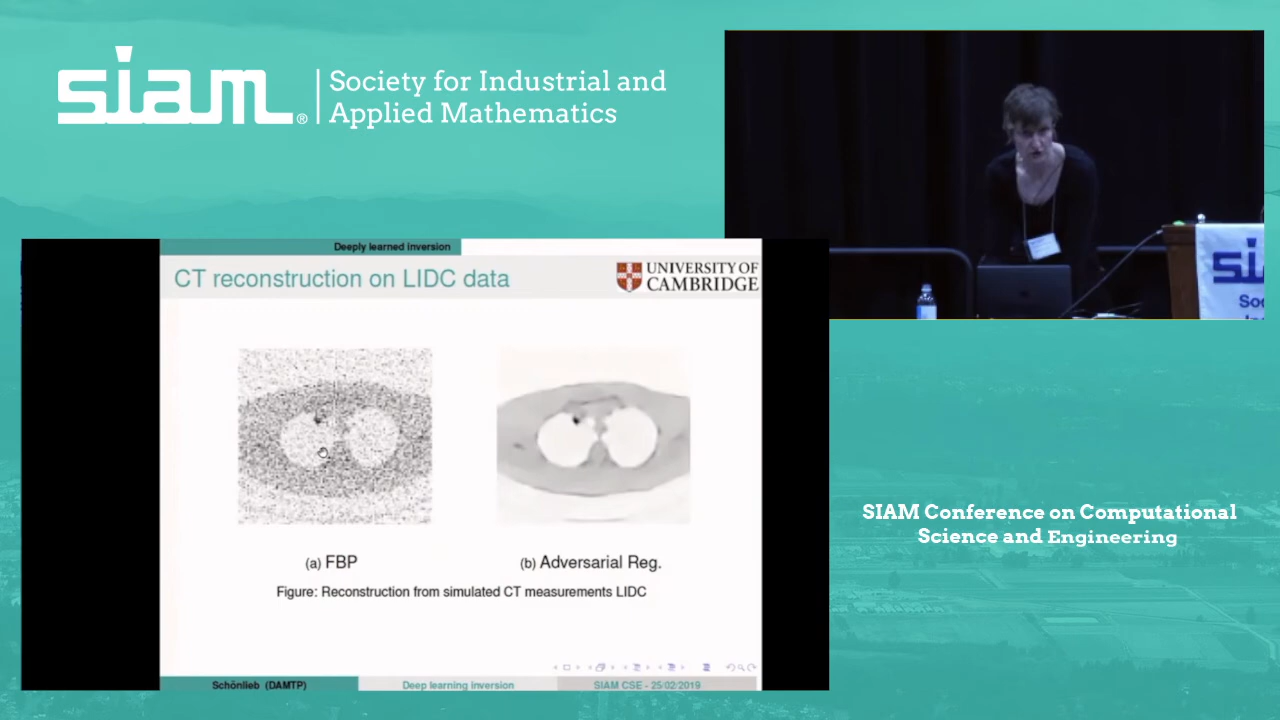 siam®
Society for Industrial and
Applied Mathematics
Deeply learned inversion
CT reconstruction on LIDC data
UNIVERSITY OF
CAMBRIDGE
(a) FBP
(b) Adversarial Reg.
Figure: Reconstruction from simulated CT measurements LIDC
Schönlieb (DAMTP)
Deep learning inversion
SIAM CSE - 25/02/2019
SIAM Conference on Computational
Science and Engineering